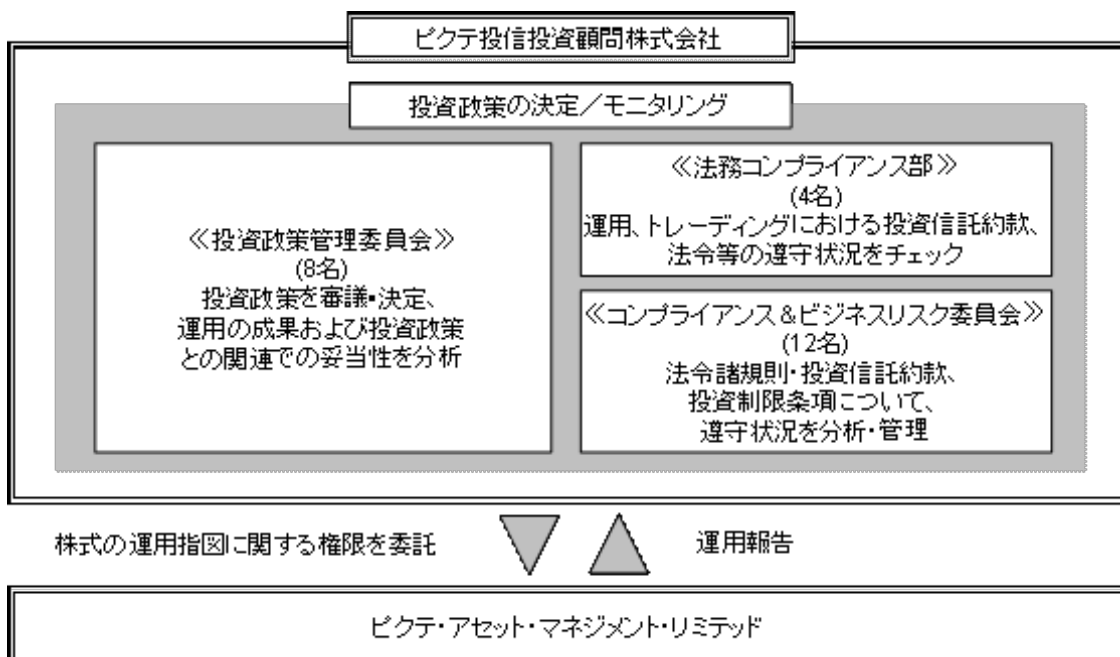 ピクテ投信投資顧問株式会社
投資政策の決定／モニタリング
≪投資政策管理委員会≫
(8名)
投資政策を審議・決定、
運用の成果および投資政策
との関連での妥当性を分析
≪法務コンプライアンス部≫
(4名)
運用、トレーディングにおける投資信託約款、
法令等の遵守状況をチェック
≪コンプライアンス＆ビジネスリスク委員会≫
(12名)
法令諸規則・投資信託約款、
投資制限条項について、
遵守状況を分析・管理
株式の運用指図に関する権限を委託
運用報告
ピクテ・アセット・マネジメント・リミテッド